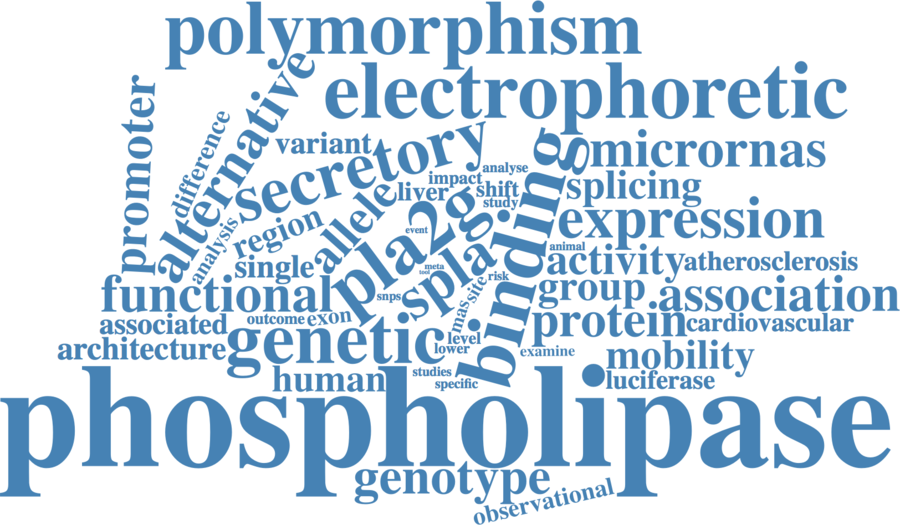 polymorphism
electrophoretic
promoter
difference
alternative
variant
secretory
micrornas
analyse
impact
liver
shift
study
splicing
binding
expression
region
allele
analysis
pla2g
event
spla
animal
activity
atherosclerosis
single
meta
tool
risk
functional
snps
site
mas
group
association
associated
outcome
exon
protein
cardiovascular
architecture
genetic
level
lower
examine
mobility
human
studies
specific
luciferase
phospholipase
genotype
observational